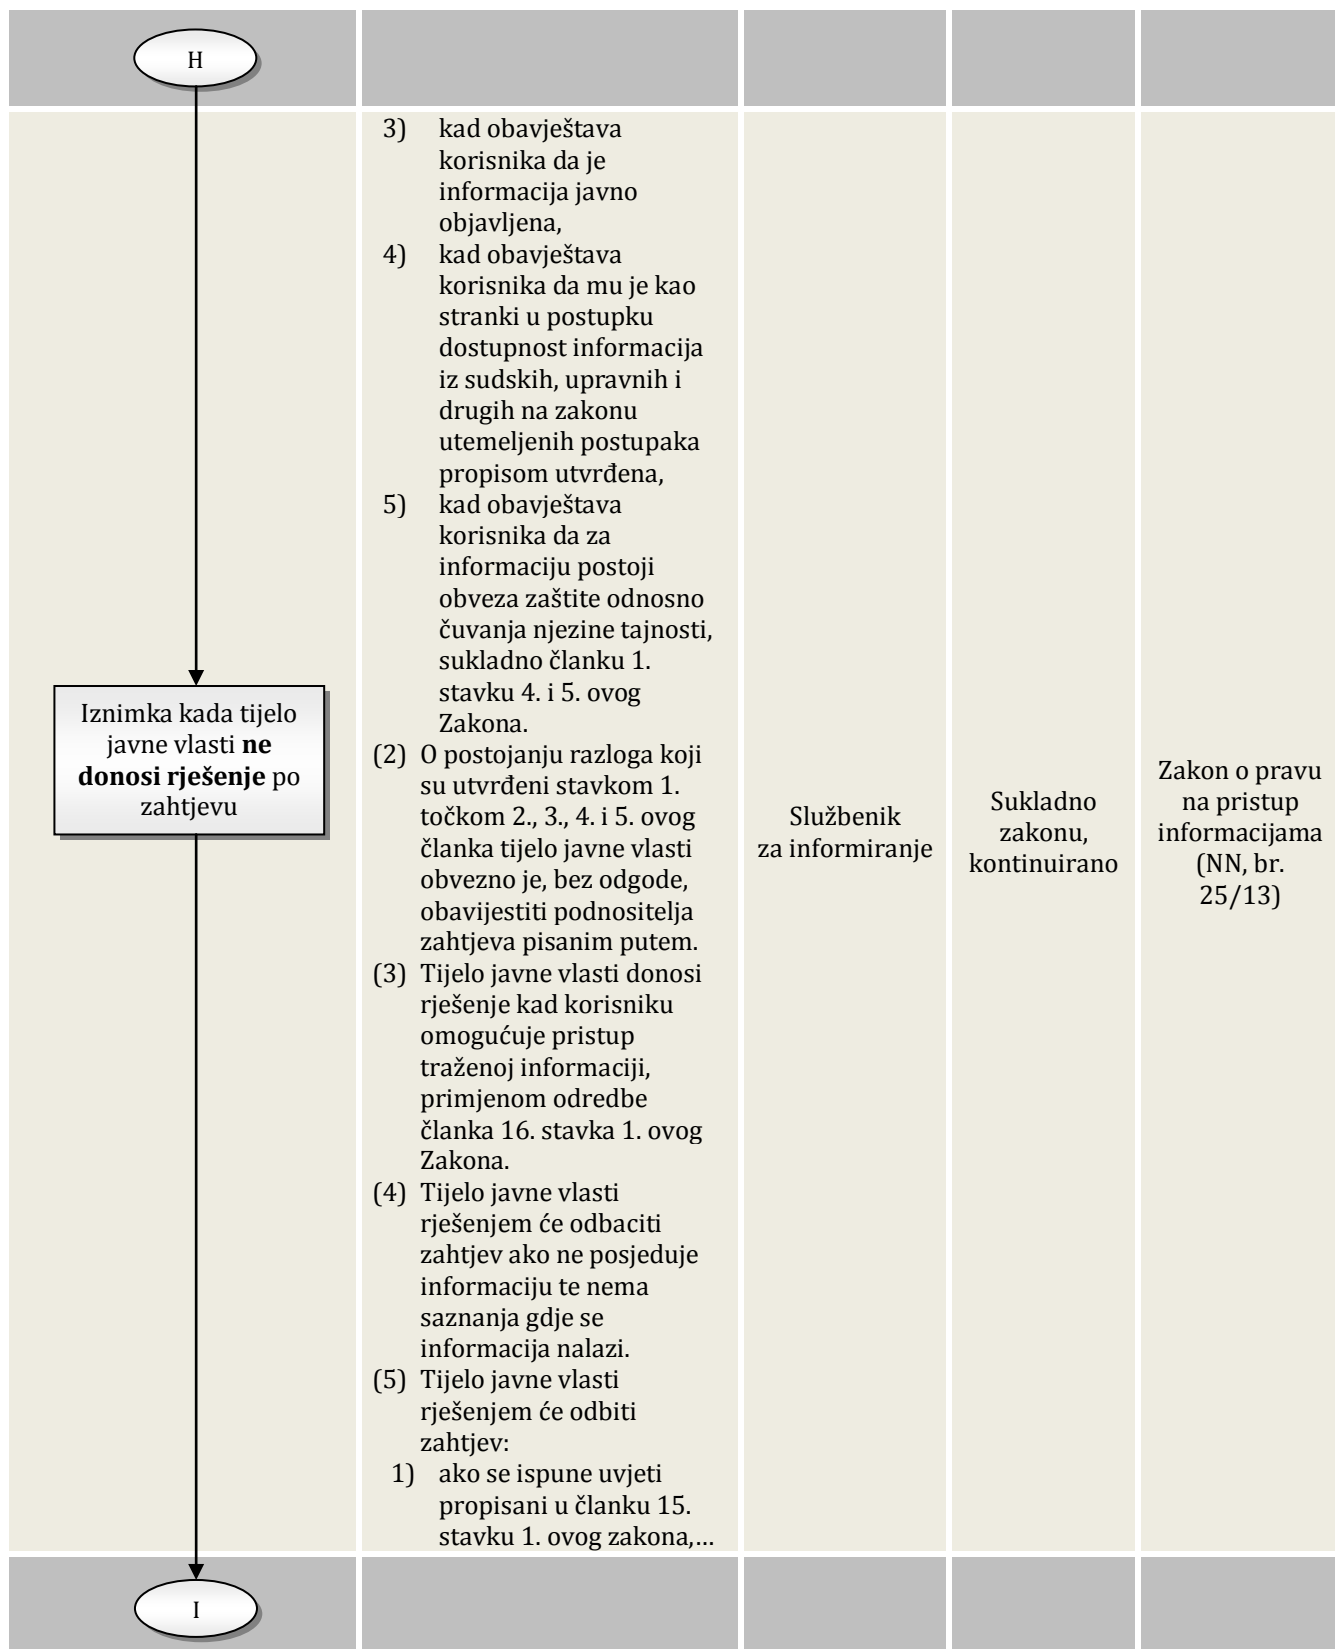 H
Iznimka kada tijelo
javne vlasti ne
donosi rješenje po
zahtjevu
3) kad obavještava
korisnika da je
informacija javno
objavljena,
4) kad obavještava
korisnika da mu je kao
stranki u postupku
dostupnost informacija
iz sudskih, upravnih i
drugih na zakonu
utemeljenih postupaka
propisom utvrđena,
5) kad obavještava
korisnika da za
informaciju postoji
obveza zaštite odnosno
čuvanja njezine tajnosti,
sukladno članku 1.
stavku 4. i 5. ovog
Zakona.
(2) O postojanju razloga koji
su utvrđeni stavkom 1.
točkom 2., 3., 4. i 5. ovog
članka tijelo javne vlasti
obvezno je, bez odgode,
obavijestiti podnositelja
zahtjeva pisanim putem.
(3) Tijelo javne vlasti donosi
rješenje kad korisniku
omogućuje pristup
traženoj informaciji,
primjenom odredbe
članka 16. stavka 1. ovog
Zakona.
(4) Tijelo javne vlasti
rješenjem će odbaciti
zahtjev ako ne posjeduje
informaciju te nema
saznanja gdje se
informacija nalazi.
(5) Tijelo javne vlasti
rješenjem će odbiti
zahtjev:
1) ako se ispune uvjeti
propisani u članku 15.
stavku 1. ovog zakona,...
Službenik
za informiranje
Sukladno
zakonu,
kontinuirano
Zakon o pravu
na pristup
informacijama
(NN, br.
25/13)
I